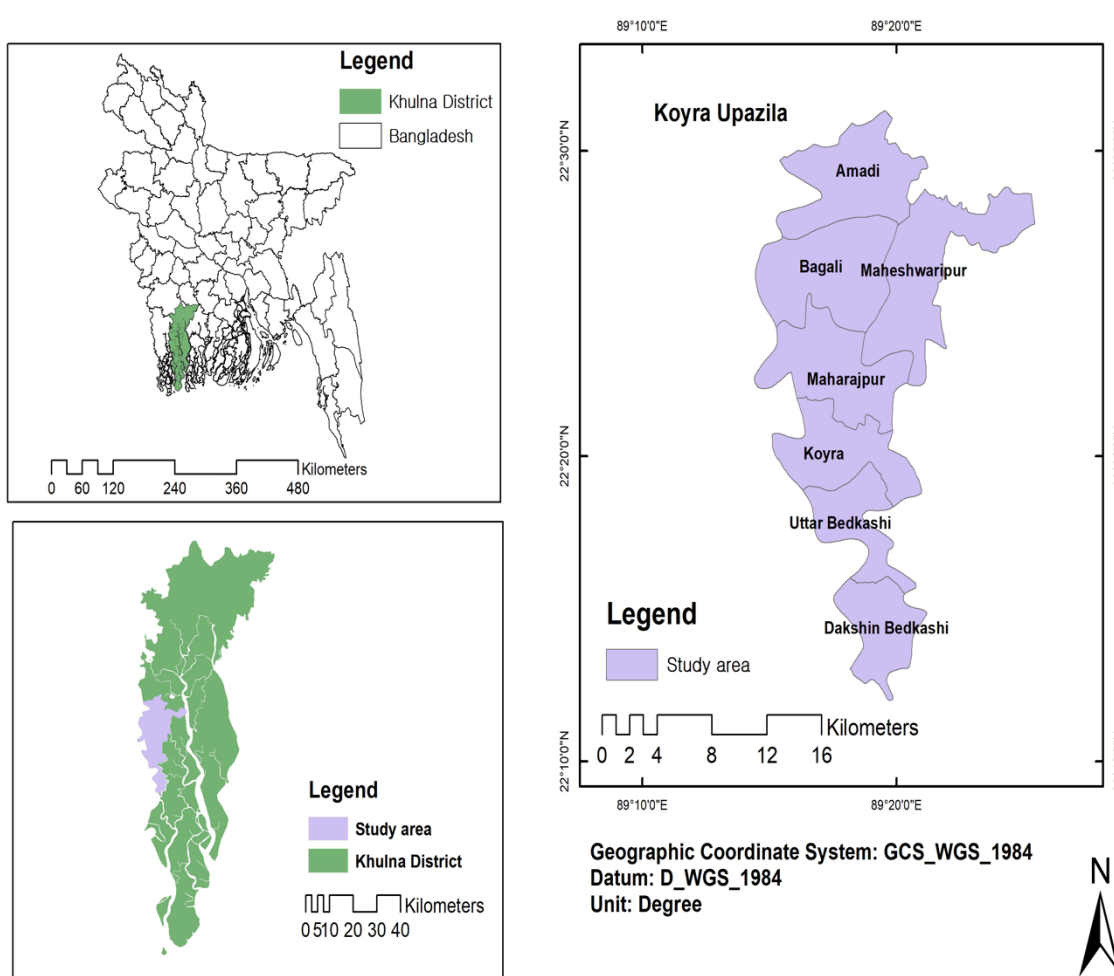 Legend
Khulna District
Bangladesh
Kilometers
0 60 120 240 360 480
Legend
Study area
Khulna District
Kilometers
0 5 10 20 30 40
89°10'0"E 89°20'0"E
Koyra Upazila
22°30'0"N
22°20'0"N
22°10'0"N
Amadi
Bagali
Maheshwaripur
Maharajpur
Koyra
Uttar Bedkashi
Dakshin Bedkashi
Legend
Study area
Kilometers
0 2 4 8 12 16
89°10'0"E 89°20'0"E
Geographic Coordinate System: GCS_WGS_1984
Datum: D_WGS_1984
Unit: Degree
N